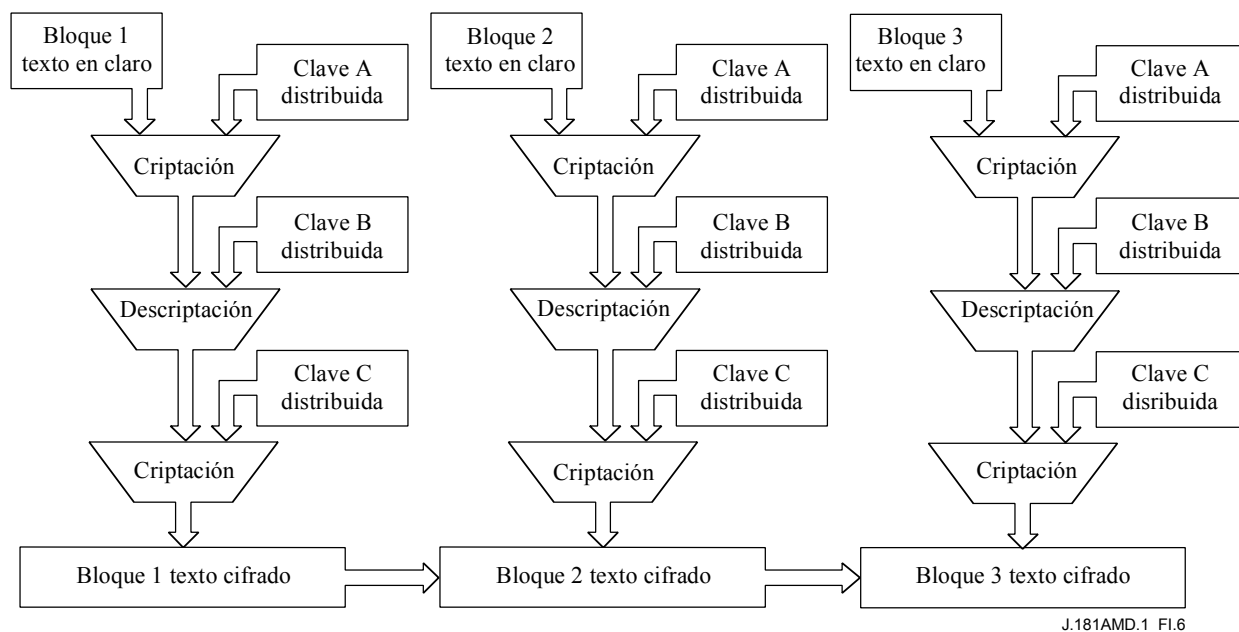 Bloque 1
texto en claro
Clave A
distribuida
Bloque 2
texto en claro
Clave A
distribuida
Bloque 3
texto en claro
Clave A
distribuida
Criptación
Criptación
Criptación
Clave B
distribuida
Clave B
distribuida
Clave B
distribuida
Descriptación
Descriptación
Descriptación
Clave C
distribuida
Clave C
distribuida
Clave C
disribuida
Criptación
Criptación
Criptación
Bloque 1 texto cifrado
Bloque 2 texto cifrado
Bloque 3 texto cifrado
J.181AMD.1_FI.6